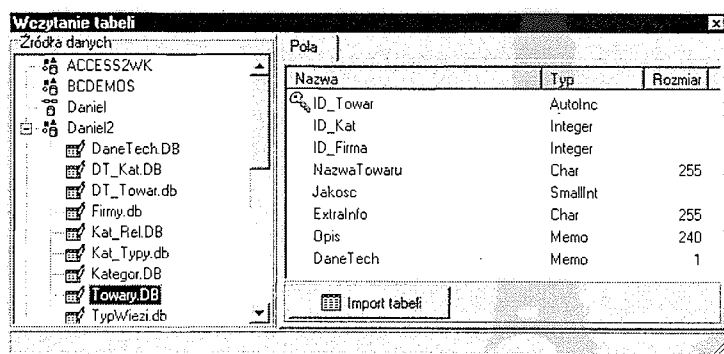 Wczytanie tabeli
Źródła danych
ACCESS2WK
BCDEMOS
Daniel
Daniel2
DaneTech.DB
DT_Kat.DB
DT_Towar.db
Firmy.db
Kat_Rel.DB
Kat_Typy.db
Kategor.DB
Towary.DB
TypWiezi.db
Pola
Nazwa Typ Rozmiar
ID_Towar AutoInc
ID_Kat Integer
ID_Firma Integer
NazwaTowaru Char 255
Jakosc SmallInt
ExtraInfo Char 255
Opis Memo 240
DaneTech Memo 1
Import tabeli